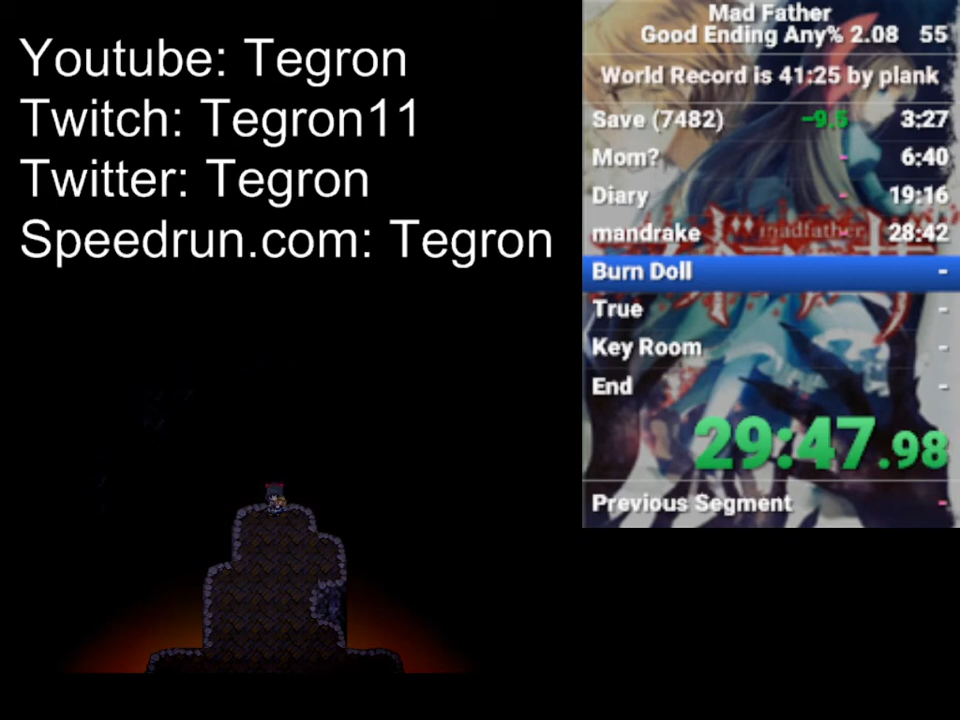 Youtube: Tegron
Twitch: Tegron11
Twitter: Tegron
Speedrun.com: Tegron
Mad Father
Good Ending Any% 2.08 55
World Record is 41:25 by plank
Save (7482) -9.5 3:27
Mom? - 6:40
Diary - 19:16
mandrake - 28:42
madfather
Burn Doll -
True -
Key Room -
End -
29:47.98
Previous Segment -